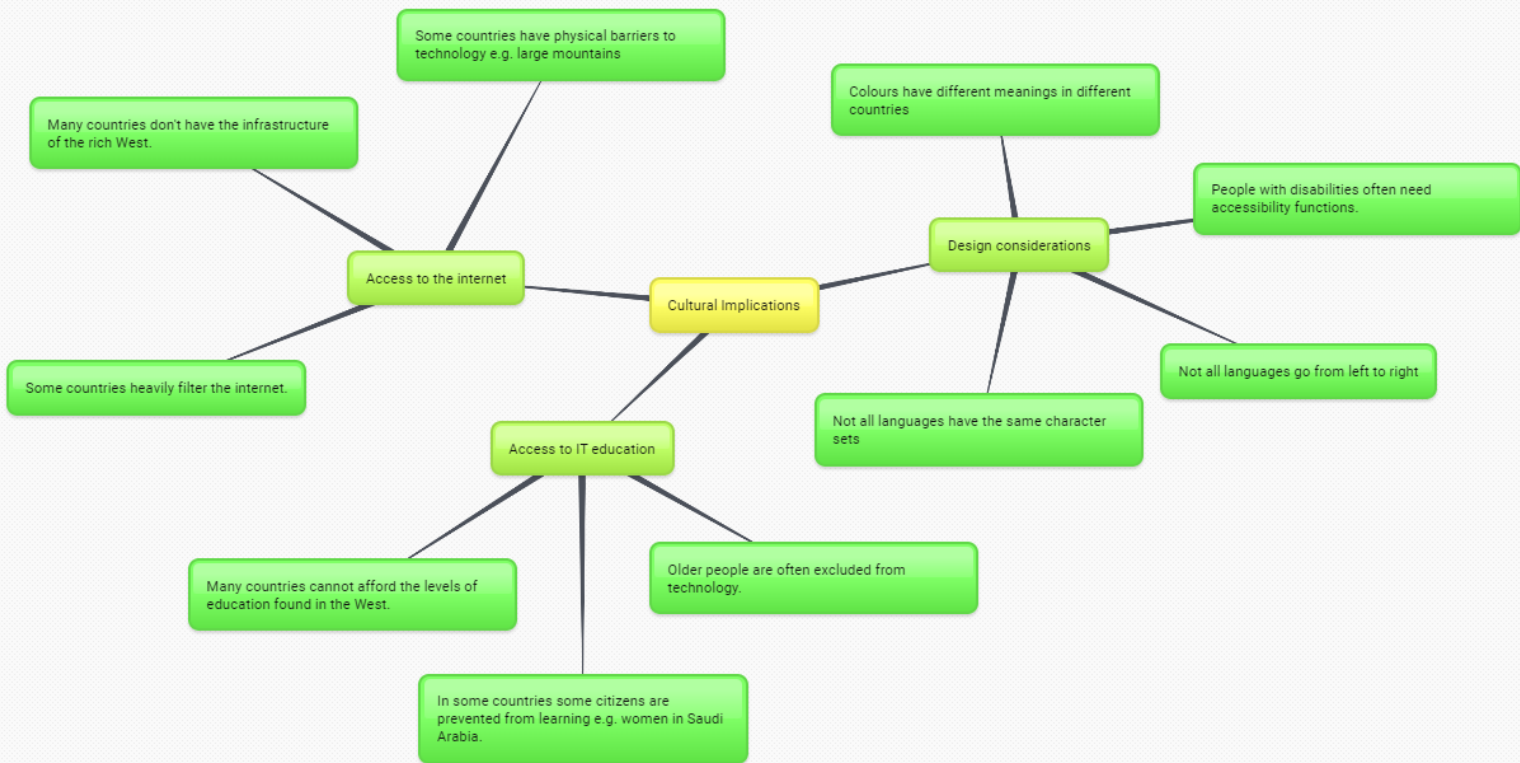 Cultural Implications
Access to the internet
Some countries have physical barriers to
technology e.g. large mountains
Many countries don't have the infrastructure
of the rich West.
Some countries heavily filter the internet.
Design considerations
Colours have different meanings in different
countries
People with disabilities often need
accessibility functions.
Not all languages go from left to right
Not all languages have the same character
sets
Access to IT education
Many countries cannot afford the levels of
education found in the West.
In some countries some citizens are
prevented from learning e.g. women in Saudi
Arabia.
Older people are often excluded from
technology.